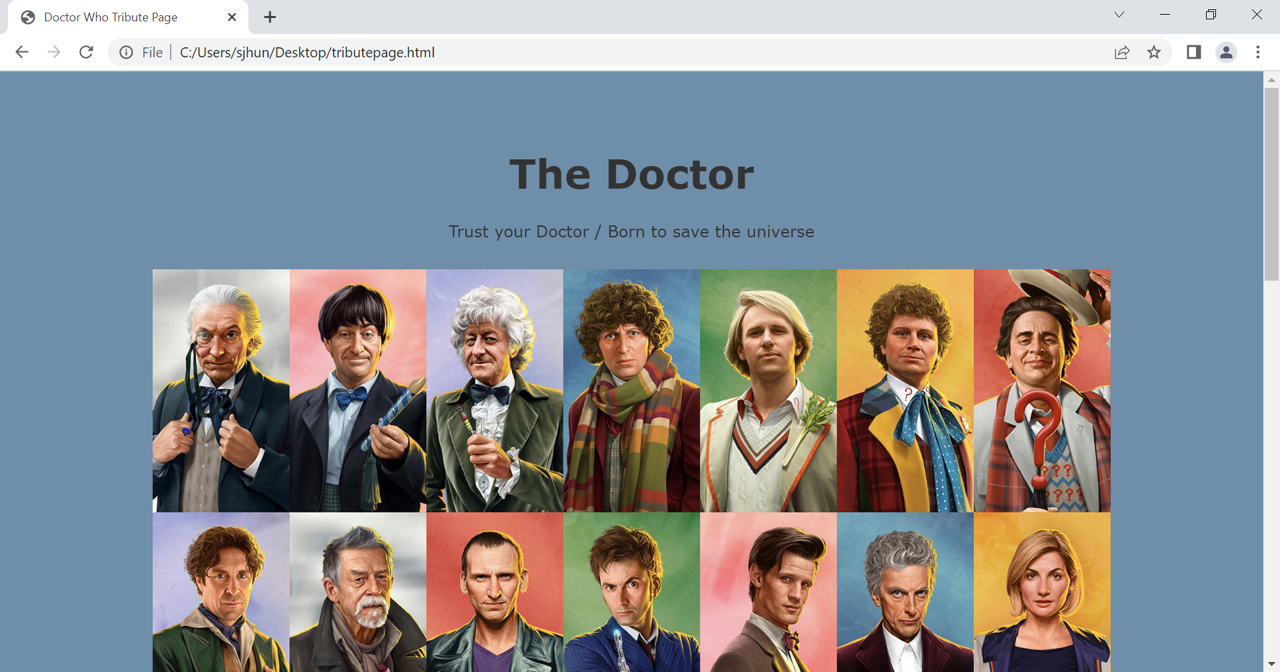 Doctor Who Tribute Page
File
C:/Users/sjhun/Desktop/tributepage.html
The Doctor
Trust your Doctor / Born to save the universe
?
?
???